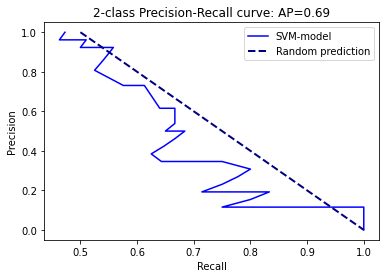 2-class Precision-Recall curve: AP=0.69
SVM-model
Random prediction
Precision
1.0
0.8
0.6
0.4
0.2
0.0
0.5
0.6
0.7
0.8
0.9
1.0
Recall